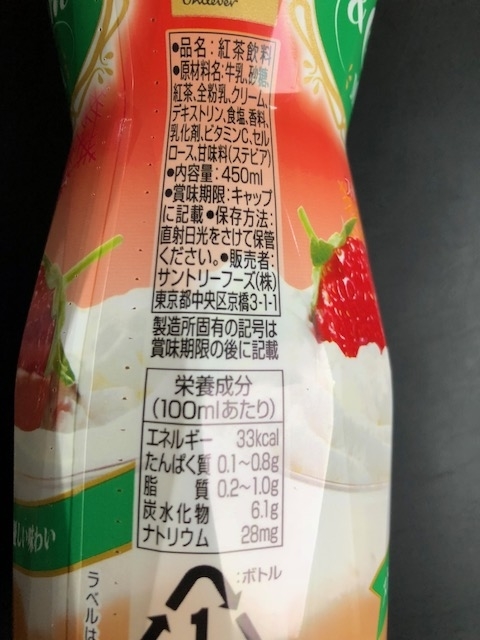 Unilever
●品名:紅茶飲料
●原材料名:牛乳、砂糖、
紅茶、全粉乳、クリーム、
デキストリン、食塩、香料、
乳化剤、ビタミンC、セル
ロース、甘味料(ステビア)
●内容量:450ml
●賞味期限:キャップ
に記載●保存方法:
直射日光をさけて保管
ください。●販売者:
サントリーフーズ(株)
東京都中央区京橋3-1-1
製造所固有の記号は
賞味期限の後に記載
栄養成分
(100mlあたり)
エネルギー 33kcal
たんぱく質 0.1~0.8g
脂質 0.2~1.0g
炭水化物 6.1g
ナトリウム 28mg
味わい
:ボトル
ラベルは
1